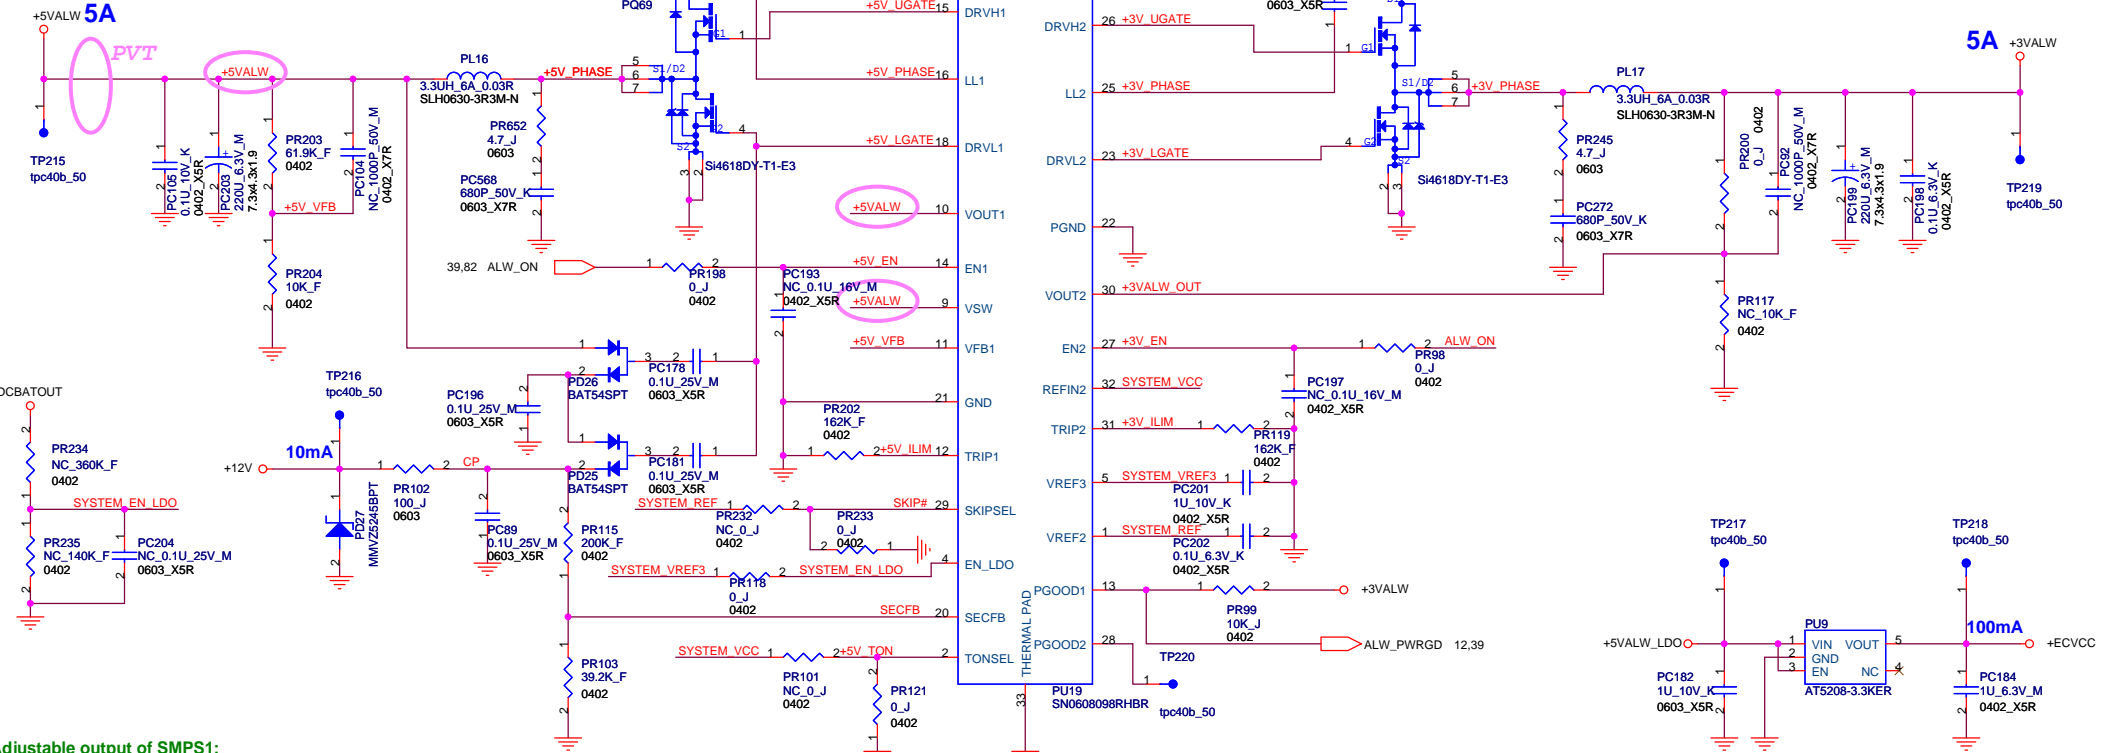 +5VALW 5A
PVT
+5VALW
TP215
tpc40b_50
PC105
0.1U_10V_K
0402_X5R
PC203
220U_6.3V_M
7.3x4.3x1.9
PR203
61.9K_F
0402
PC104
NC_1000P_50V_M
0402_X7R
+5V_VFB
PR204
10K_F
0402
PL16
3.3UH_6A_0.03R
SLH0630-3R3M-N
+5V_PHASE
PR652
4.7_J
0603
PC568
680P_50V_K
0603_X7R
PQ69
G1
S1/D2
S2
Si4618DY-T1-E3
39,82 ALW_ON
PR198
0_J
0402
PC193
NC_0.1U_16V_M
0402_X5R
+5V_UGATE 15 DRVH1
+5V_PHASE 16 LL1
+5V_LGATE 18 DRVL1
+5VALW 10 VOUT1
+5V_EN 14 EN1
+5VALW 9 VSW
+5V_VFB 11 VFB1
21 GND
+5V_ILIM 12 TRIP1
SKIP# 29 SKIPSEL
4 EN_LDO
SECFB 20 SECFB
+5V_TON 2 TONSEL
THERMAL PAD
33
PU19
SN0608098RHBR
PD26
BAT54SPT
PC178
0.1U_25V_M
0603_X5R
PC196
0.1U_25V_M
0603_X5R
PD25
BAT54SPT
PC181
0.1U_25V_M
0603_X5R
PR202
162K_F
0402
DCBATOUT
PR234
NC_360K_F
0402
SYSTEM_EN_LDO
PR235
NC_140K_F
0402
PC204
NC_0.1U_25V_M
0603_X5R
TP216
tpc40b_50
10mA
+12V
PD27
MMVZ5245BPT
PR102
100_J
0603
CP
PC89
0.1U_25V_M
0603_X5R
PR115
200K_F
0402
PR103
39.2K_F
0402
SYSTEM_REF
PR232
NC_0_J
0402
PR233
0_J
0402
SYSTEM_VREF3
PR118
0_J
0402
SYSTEM_EN_LDO
SYSTEM_VCC
PR101
NC_0_J
0402
PR121
0_J
0402
DRVH2 26 +3V_UGATE
LL2 25 +3V_PHASE
DRVL2 23 +3V_LGATE
PGND 22
VOUT2 30 +3VALW_OUT
EN2 27 +3V_EN
REFIN2 32 SYSTEM_VCC
TRIP2 31 +3V_ILIM
VREF3 5 SYSTEM_VREF3
VREF2 1 SYSTEM_REF
PGOOD1 13
PGOOD2 28
0603_X5R
G1
S1/D2
G2
S2
Si4618DY-T1-E3
+3V_PHASE
PL17
3.3UH_6A_0.03R
SLH0630-3R3M-N
5A +3VALW
PR245
4.7_J
0603
PC272
680P_50V_K
0603_X7R
PR200
0_J 0402
PC92
NC_1000P_50V_M
0402_X7R
PC199
220U_6.3V_M
7.3x4.3x1.9
PC198
0.1U_6.3V_K
0402_X5R
TP219
tpc40b_50
PR117
NC_10K_F
0402
PR98
0_J
0402
ALW_ON
PC197
NC_0.1U_16V_M
0402_X5R
PR119
162K_F
0402
PC201
1U_10V_K
0402_X5R
PC202
0.1U_6.3V_K
0402_X5R
PR99
10K_J
0402
+3VALW
ALW_PWRGD 12,39
TP220
tpc40b_50
TP217
tpc40b_50
TP218
tpc40b_50
+5VALW_LDO
PC182
1U_10V_K
0603_X5R
PU9
VIN VOUT
GND
EN NC
AT5208-3.3KER
100mA
+ECVCC
PC184
1U_6.3V_M
0402_X5R
Adjustable output of SMPS1: